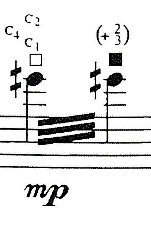 C₂
C₄ C₁
(+ 2/3)
mp